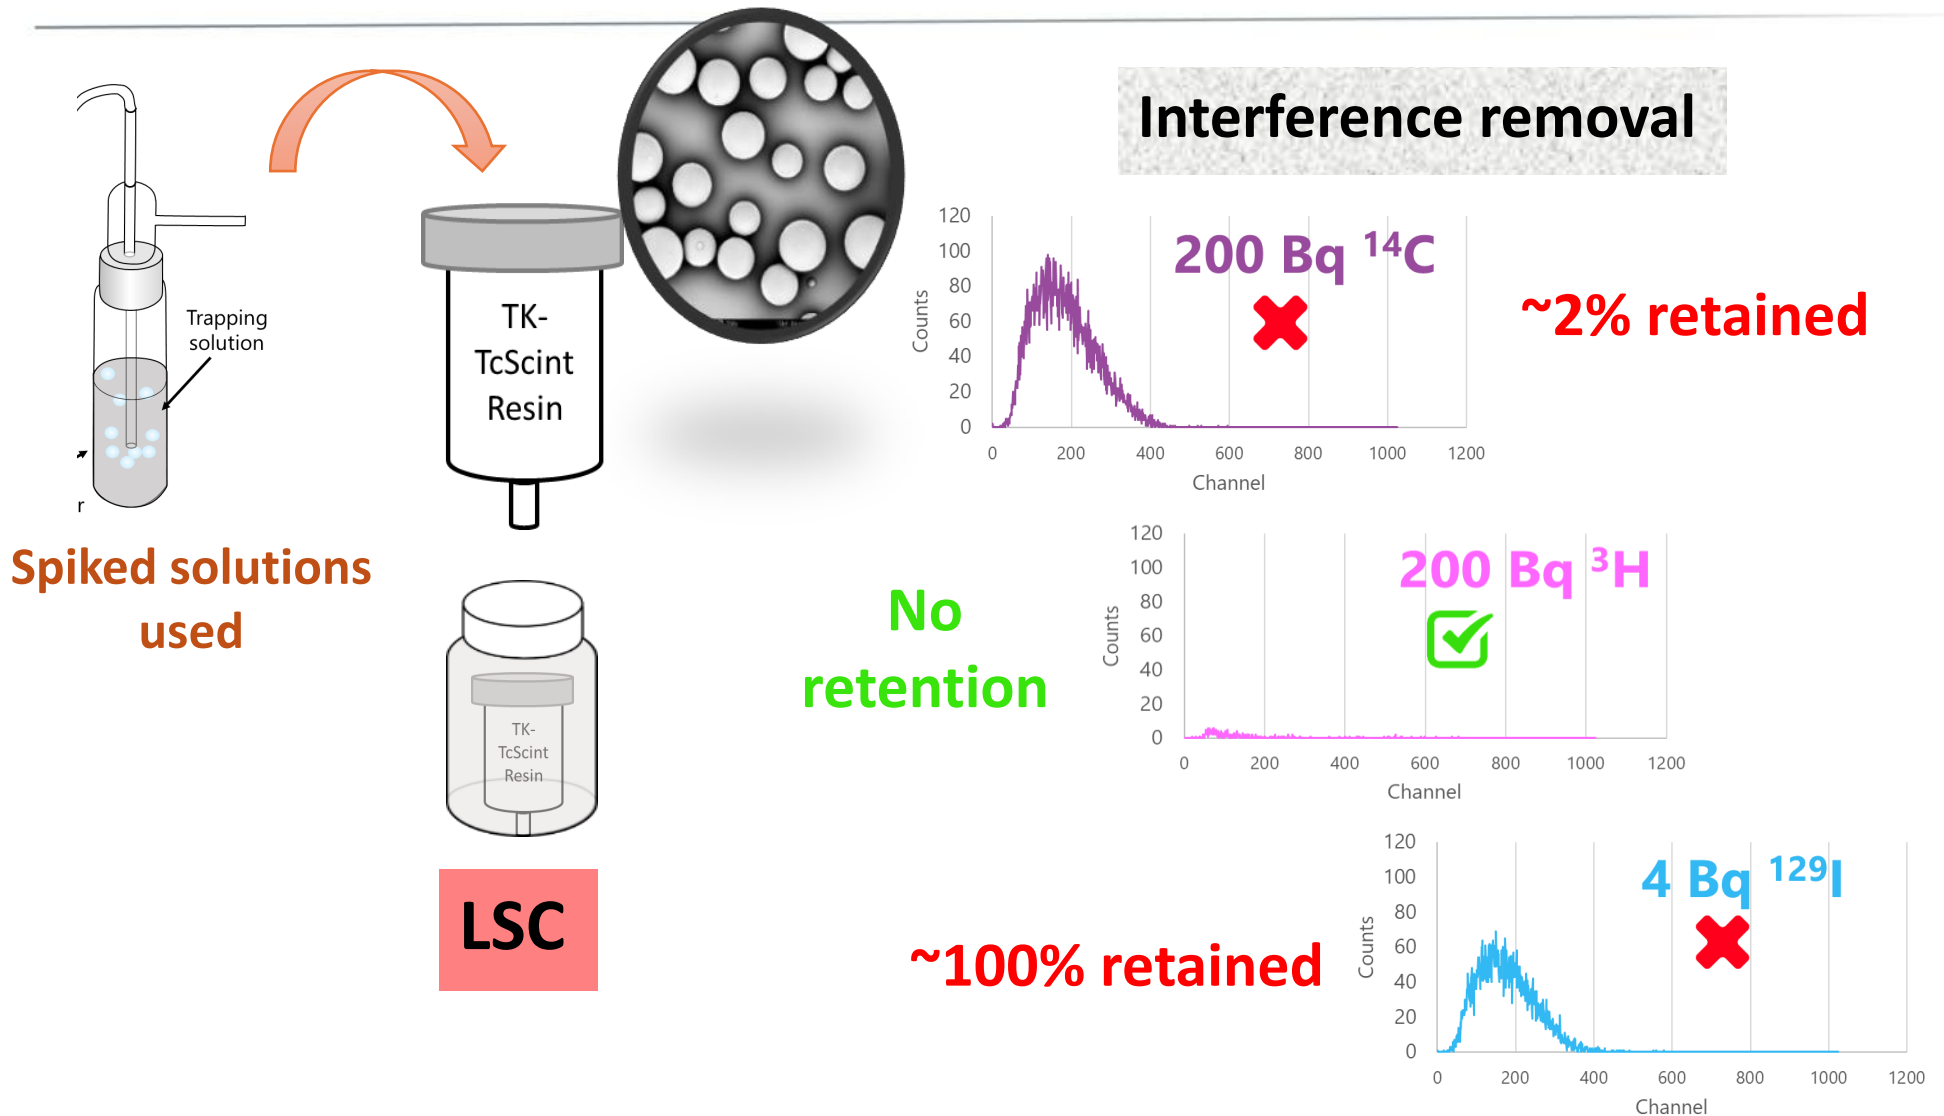 Interference removal
Trapping
solution
r
Spiked solutions
used
TK-
TcScint
Resin
TK-
TcScint
Resin
LSC
120
100
80
60
40
20
0
Counts
0 200 400 600 800 1000 1200
Channel
200 Bq ¹⁴C
~2% retained
No
retention
120
100
80
60
40
20
0
Counts
0 200 400 600 800 1000 1200
Channel
200 Bq ³H
~100% retained
120
100
80
60
40
20
0
Counts
0 200 400 600 800 1000 1200
Channel
4 Bq ¹²⁹I